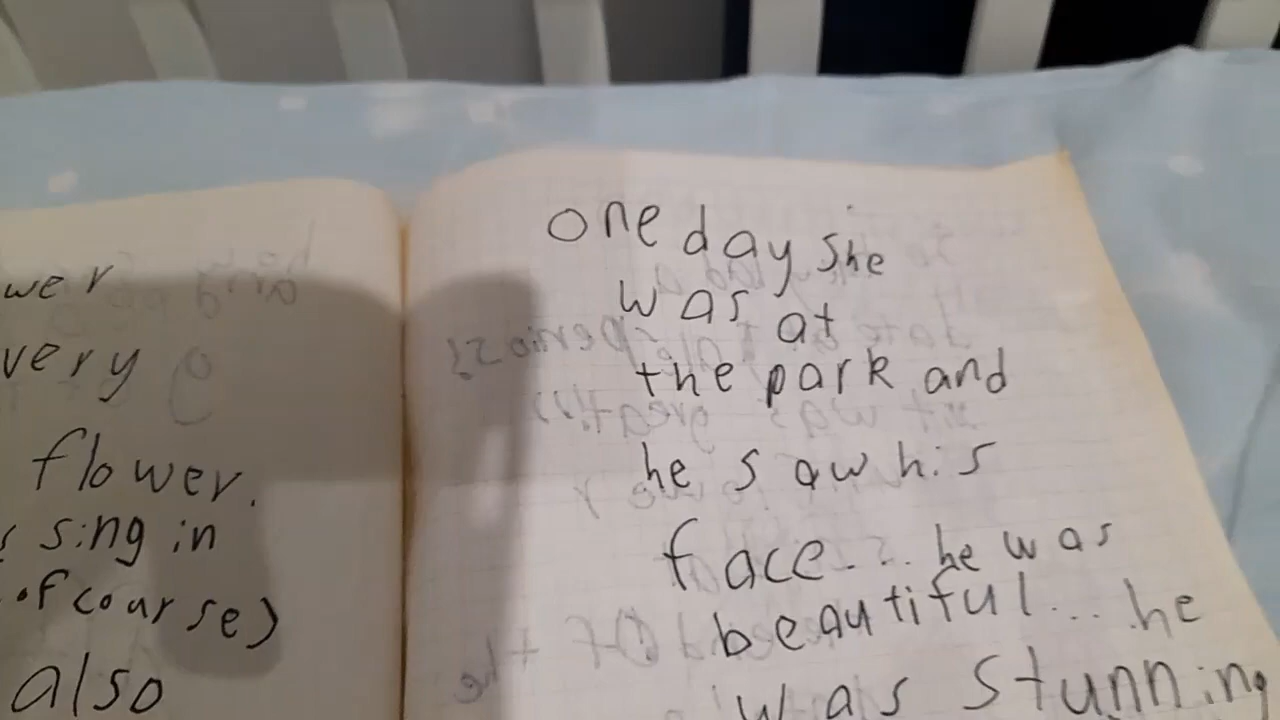 wer
very
flower.
sing in
of course)
also
one day she
was at
the park and
he saw his
face... he was
beautiful... he
was stunning